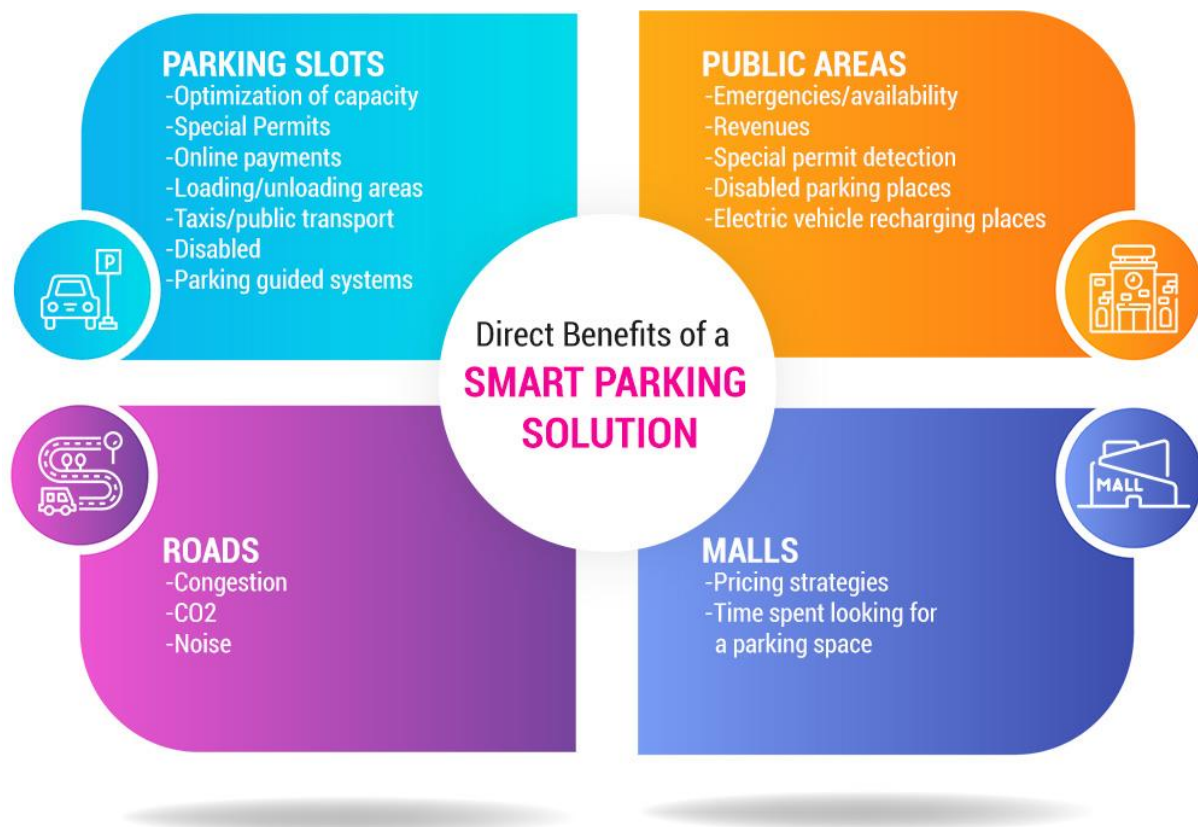 PARKING SLOTS
-Optimization of capacity
-Special Permits
-Online payments
-Loading/unloading areas
-Taxis/public transport
-Disabled
-Parking guided systems
P
PUBLIC AREAS
-Emergencies/availability
-Revenues
-Special permit detection
-Disabled parking places
-Electric vehicle recharging places
Direct Benefits of a
SMART PARKING
SOLUTION
ROADS
-Congestion
-CO2
-Noise
MALL
MALLS
-Pricing strategies
-Time spent looking for
a parking space